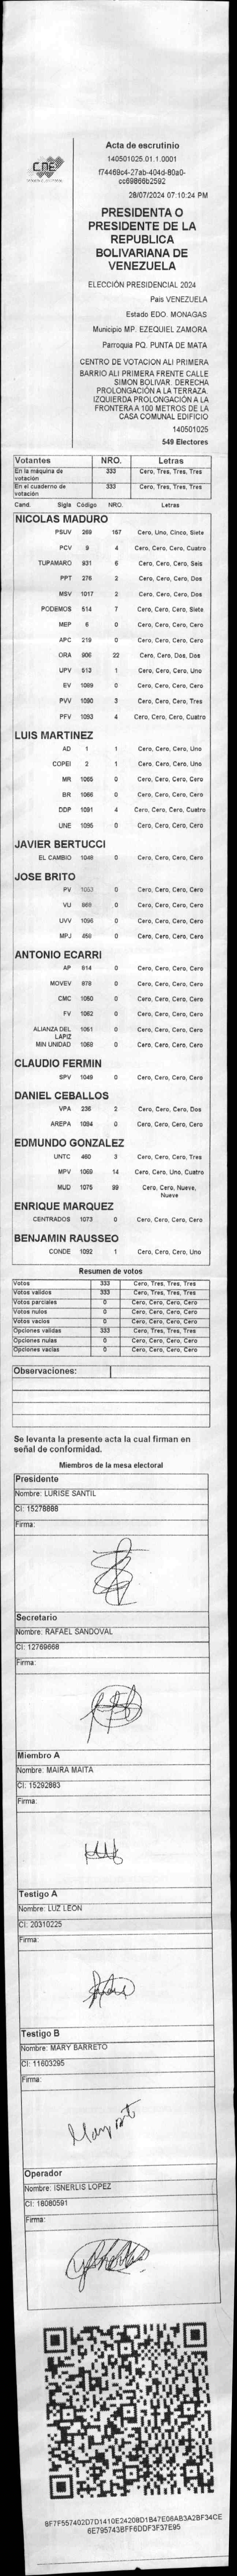 CNE
Acta de escrutinio
140501025.01.1.0001
f74469c4-27ab-404d-80a0-
cc69866b2592
28/07/2024 07:10:24 PM
PRESIDENTA O
PRESIDENTE DE LA
REPUBLICA
BOLIVARIANA DE
VENEZUELA
ELECCIÓN PRESIDENCIAL 2024
Pais VENEZUELA
Estado EDO. MONAGAS
Municipio MP. EZEQUIEL ZAMORA
Parroquia PQ. PUNTA DE MATA
CENTRO DE VOTACION ALI PRIMERA
BARRIO ALI PRIMERA FRENTE CALLE
SIMON BOLIVAR. DERECHA
PROLONGACIÓN A LA TERRAZA.
IZQUIERDA PROLONGACIÓN A LA
FRONTERA A 100 METROS DE LA
CASA COMUNAL EDIFICIO
140501025
549 Electores
Votantes NRO. Letras
En la máquina de votación 333 Cero, Tres, Tres, Tres
En el cuaderno de votación 333 Cero, Tres, Tres, Tres
Cand. Sigla Código NRO. Letras
NICOLAS MADURO
PSUV 269 157 Cero, Uno, Cinco, Siete
PCV 9 4 Cero, Cero, Cero, Cuatro
TUPAMARO 931 6 Cero, Cero, Cero, Seis
PPT 276 2 Cero, Cero, Cero, Dos
MSV 1017 2 Cero, Cero, Cero, Dos
PODEMOS 514 7 Cero, Cero, Cero, Siete
MEP 6 0 Cero, Cero, Cero, Cero
APC 219 0 Cero, Cero, Cero, Cero
ORA 906 22 Cero, Cero, Dos, Dos
UPV 613 1 Cero, Cero, Cero, Uno
EV 1089 0 Cero, Cero, Cero, Cero
PVV 1090 3 Cero, Cero, Cero, Tres
PFV 1093 4 Cero, Cero, Cero, Cuatro
LUIS MARTINEZ
AD 1 1 Cero, Cero, Cero, Uno
COPEI 2 1 Cero, Cero, Cero, Uno
MR 1065 0 Cero, Cero, Cero, Cero
BR 1066 0 Cero, Cero, Cero, Cero
DDP 1091 4 Cero, Cero, Cero, Cuatro
UNE 1095 0 Cero, Cero, Cero, Cero
JAVIER BERTUCCI
EL CAMBIO 1048 0 Cero, Cero, Cero, Cero
JOSE BRITO
PV 1053 0 Cero, Cero, Cero, Cero
VU 869 0 Cero, Cero, Cero, Cero
UVV 1096 0 Cero, Cero, Cero, Cero
MPJ 458 0 Cero, Cero, Cero, Cero
ANTONIO ECARRI
AP 814 0 Cero, Cero, Cero, Cero
MOVEV 878 0 Cero, Cero, Cero, Cero
CMC 1050 0 Cero, Cero, Cero, Cero
FV 1062 0 Cero, Cero, Cero, Cero
ALIANZA DEL LAPIZ 1061 0 Cero, Cero, Cero, Cero
MIN UNIDAD 1068 0 Cero, Cero, Cero, Cero
CLAUDIO FERMIN
SPV 1049 0 Cero, Cero, Cero, Cero
DANIEL CEBALLOS
VPA 236 2 Cero, Cero, Cero, Dos
AREPA 1094 0 Cero, Cero, Cero, Cero
EDMUNDO GONZALEZ
UNTC 460 3 Cero, Cero, Cero, Tres
MPV 1069 14 Cero, Cero, Uno, Cuatro
MUD 1075 99 Cero, Cero, Nueve, Nueve
ENRIQUE MARQUEZ
CENTRADOS 1073 0 Cero, Cero, Cero, Cero
BENJAMIN RAUSSEO
CONDE 1092 1 Cero, Cero, Cero, Uno
Resumen de votos
Votos 333 Cero, Tres, Tres, Tres
Votos validos 333 Cero, Tres, Tres, Tres
Votos parciales 0 Cero, Cero, Cero, Cero
Votos nulos 0 Cero, Cero, Cero, Cero
Votos vacios 0 Cero, Cero, Cero, Cero
Opciones validas 333 Cero, Tres, Tres, Tres
Opciones nulas 0 Cero, Cero, Cero, Cero
Opciones vacias 0 Cero, Cero, Cero, Cero
Observaciones:
Se levanta la presente acta la cual firman en
señal de conformidad.
Miembros de la mesa electoral
Presidente
Nombre: LURISE SANTIL
CI: 15278888
Firma:
Secretario
Nombre: RAFAEL SANDOVAL
CI: 12769668
Firma:
Miembro A
Nombre: MAIRA MAITA
CI: 15292883
Firma:
Testigo A
Nombre: LUZ LEON
CI: 20310225
Firma:
Testigo B
Nombre: MARY BARRETO
CI: 11603295
Firma:
Operador
Nombre: ISNERLIS LOPEZ
CI: 18080591
Firma:
8F7F557402D7D1410E24208D1B47E06AB3A2BF34CE
6E795743BFF6DDF3F37E95